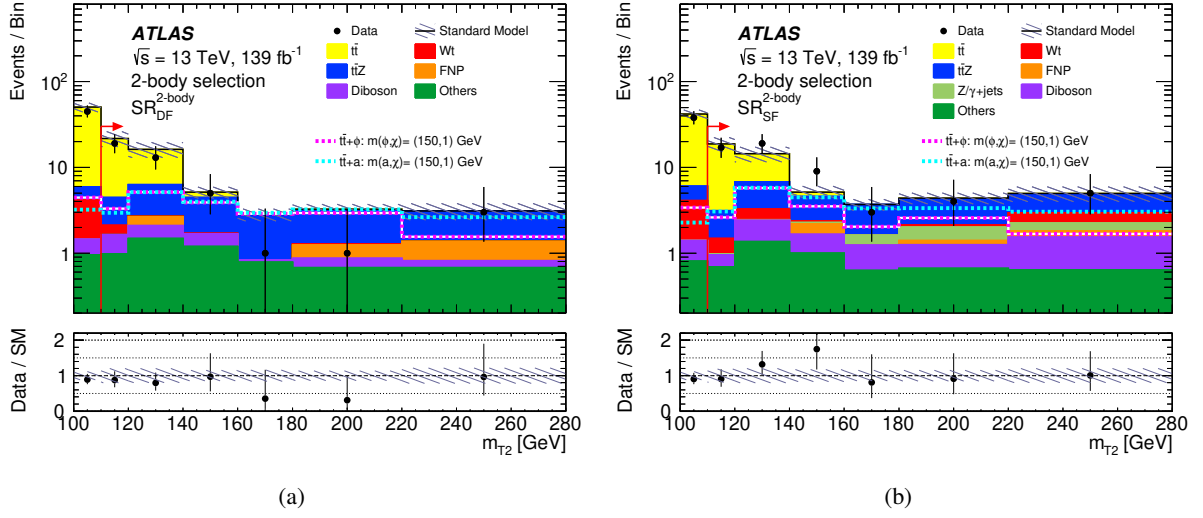 ATLAS
√s = 13 TeV, 139 fb⁻¹
2-body selection
SR_DF^2-body
Data
Standard Model
tt̄
Wt
tt̄Z
FNP
Diboson
Others
tt̄+ϕ: m(ϕ,χ)= (150,1) GeV
tt̄+a: m(a,χ)= (150,1) GeV
Events / Bin
10²
10
1
Data / SM
2
1
0
100 120 140 160 180 200 220 240 260 280
m_T2 [GeV]
(a)
ATLAS
√s = 13 TeV, 139 fb⁻¹
2-body selection
SR_SF^2-body
Data
Standard Model
tt̄
Wt
tt̄Z
FNP
Z/γ+jets
Diboson
Others
tt̄+ϕ: m(ϕ,χ)= (150,1) GeV
tt̄+a: m(a,χ)= (150,1) GeV
Events / Bin
10²
10
1
Data / SM
2
1
0
100 120 140 160 180 200 220 240 260 280
m_T2 [GeV]
(b)